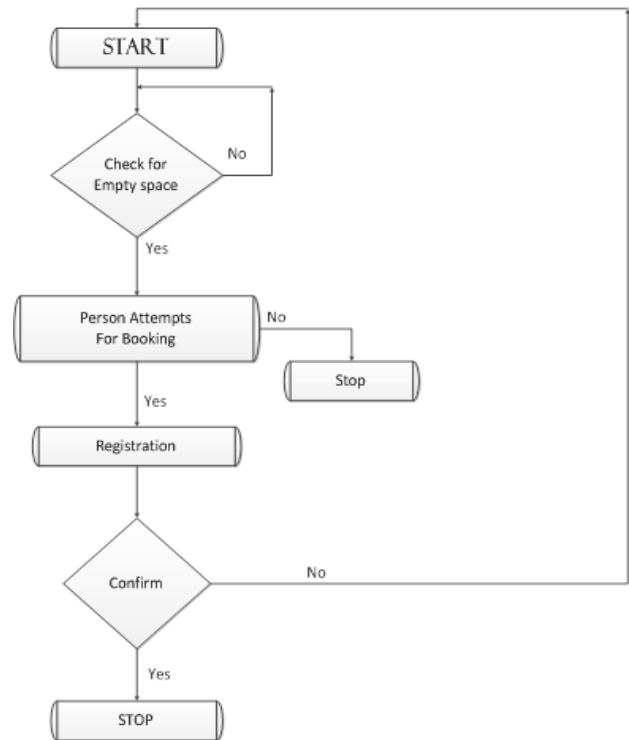 START
No
Check for
Empty space
Yes
Person Attempts
For Booking
No
Stop
Yes
Registration
Confirm
No
Yes
STOP